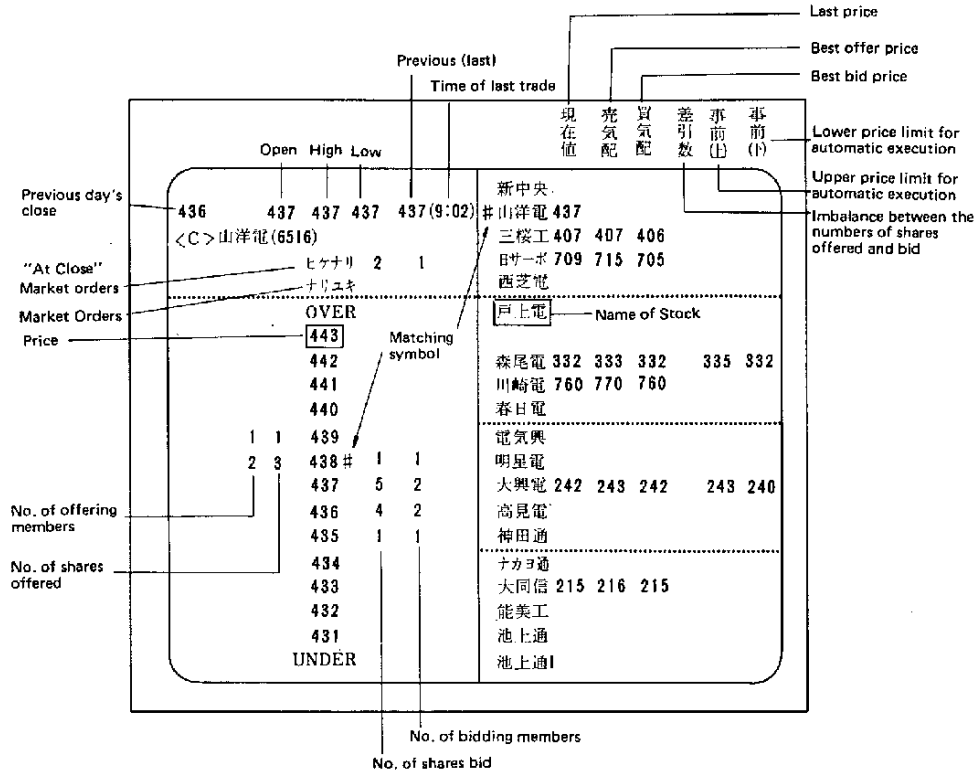 Last price
Best offer price
Best bid price
Previous (last)
Time of last trade
現在値 売気配 買気配 差引数 事前(上) 事前(下)
Lower price limit for
automatic execution
Open High Low
Upper price limit for
automatic execution
Imbalance between the
numbers of shares
offered and bid
Previous day's
close
436 437 437 437 437(9:02)
<C>山洋電(6516)
"At Close"
Market orders
ヒケナリ 2 1
Market Orders
ナリユキ
Price
OVER
443
442
441
440
1 1 439
2 3 438# 1 1
437 5 2
436 4 2
435 1 1
434
433
432
431
UNDER
Matching
symbol
No. of offering
members
No. of shares
offered
新中央
#山洋電 437
三桜工 407 407 406
日サーボ 709 715 705
西芝電
戸上電
Name of Stock
森尾電 332 333 332 335 332
川崎電 760 770 760
春日電
電気興
明星電
大興電 242 243 242 243 240
高見電
神田通
ナカヨ通
大同信 215 216 215
能美工
池上通
池上通
No. of bidding members
No. of shares bid